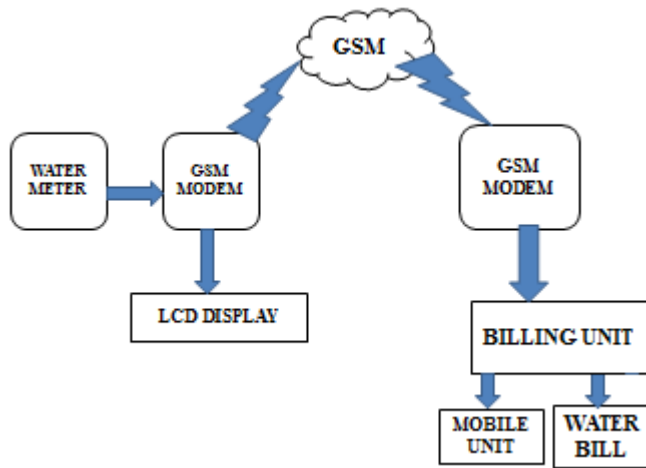 GSM
WATER
METER
GSM
MODEM
GSM
MODEM
LCD DISPLAY
BILLING UNIT
MOBILE
UNIT
WATER
BILL